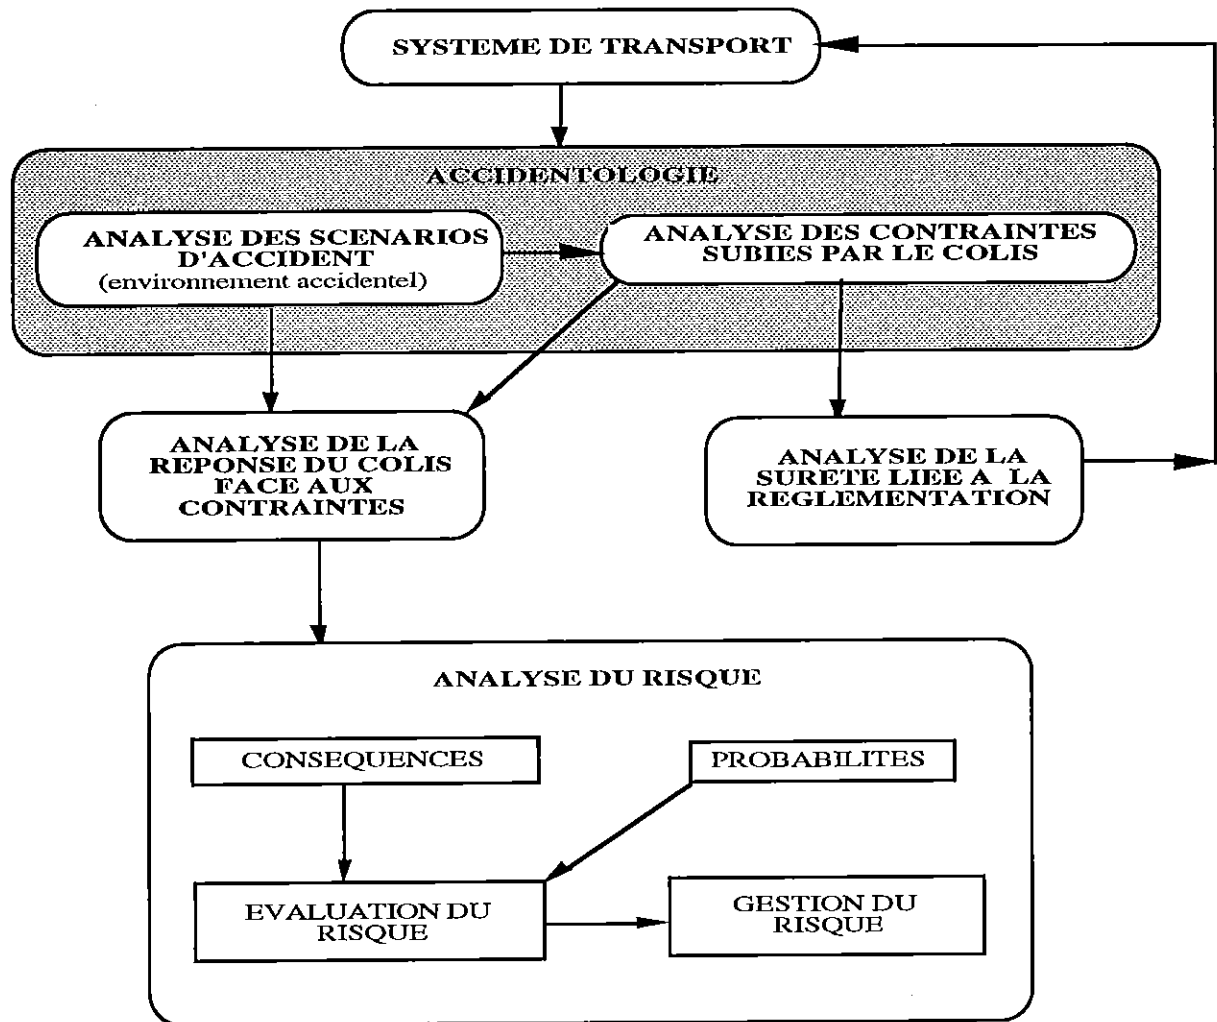 SYSTEME DE TRANSPORT
ACCIDENTOLOGIE
ANALYSE DES SCENARIOS
D'ACCIDENT
(environnement accidentel)
ANALYSE DES CONTRAINTES
SUBIES PAR LE COLIS
ANALYSE DE LA
REPONSE DU COLIS
FACE AUX
CONTRAINTES
ANALYSE DE LA
SURETE LIEE A LA
REGLEMENTATION
ANALYSE DU RISQUE
CONSEQUENCES
PROBABILITES
EVALUATION DU
RISQUE
GESTION DU
RISQUE